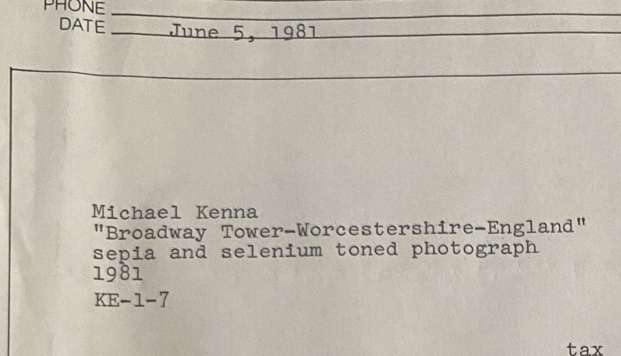 PHONE
DATE June 5, 1981
Michael Kenna
"Broadway Tower-Worcestershire-England"
sepia and selenium toned photograph
1981
KE-1-7
tax